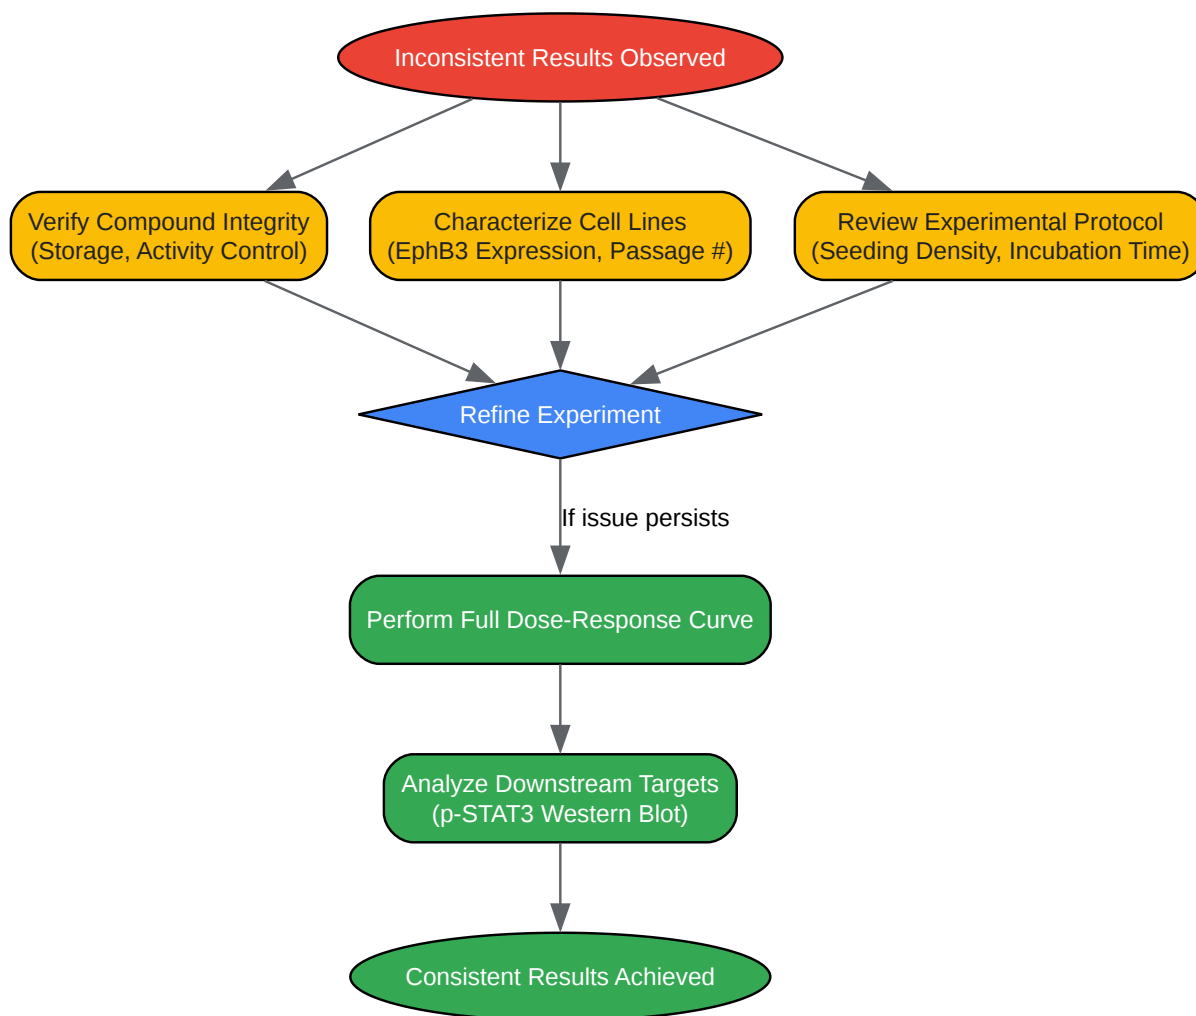 Inconsistent Results Observed
Verify Compound Integrity
(Storage, Activity Control)
Characterize Cell Lines
(EphB3 Expression, Passage #)
Review Experimental Protocol
(Seeding Density, Incubation Time)
Refine Experiment
If issue persists
Perform Full Dose-Response Curve
Analyze Downstream Targets
(p-STAT3 Western Blot)
Consistent Results Achieved